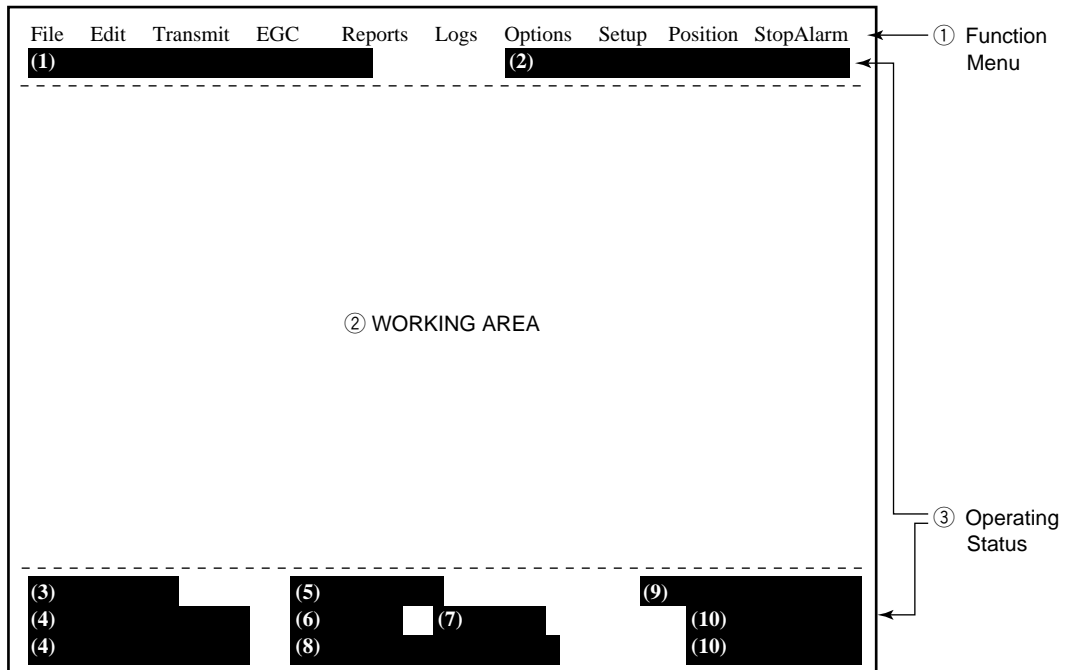 File Edit Transmit EGC Reports Logs Options Setup Position StopAlarm
① Function
Menu
(1) (2)
② WORKING AREA
③ Operating
Status
(3) (5) (9)
(4) (6) (7) (10)
(4) (8) (10)